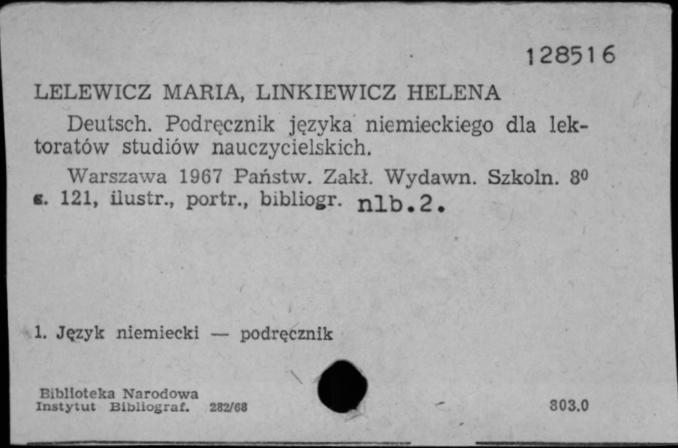 128516
LELEWICZ MARIA, LINKIEWICZ HELENA
Deutsch. Podręcznik języka niemieckiego dla lek-
toratów studiów nauczycielskich.
Warszawa 1967 Państw. Zakł. Wydawn. Szkoln. 8⁰
s. 121, ilustr., portr., bibliogr. nlb.2.
1. Język niemiecki — podręcznik
Biblioteka Narodowa
Instytut Bibliograf. 282/68
803.0